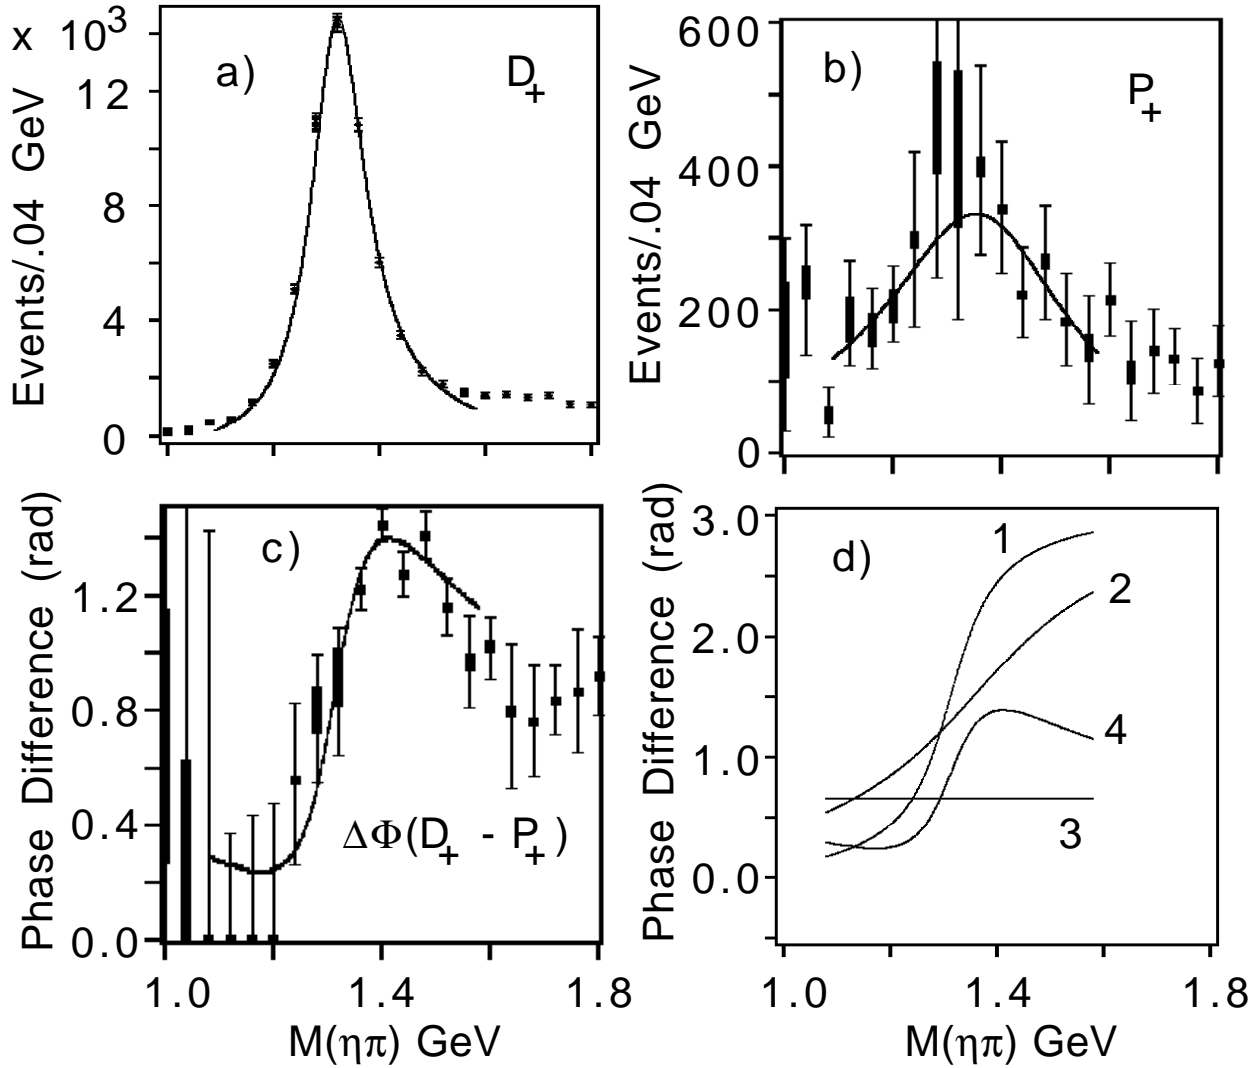 x 10³
Events/.04 GeV
12
8
4
0
a)
D₊
Events/.04 GeV
600
400
200
0
b)
P₊
Phase Difference (rad)
1.2
0.8
0.4
0.0
c)
ΔΦ(D₊ - P₊)
1.0 1.4 1.8
M(ηπ) GeV
Phase Difference (rad)
3.0
2.0
1.0
0.0
d)
1
2
4
3
1.0 1.4 1.8
M(ηπ) GeV